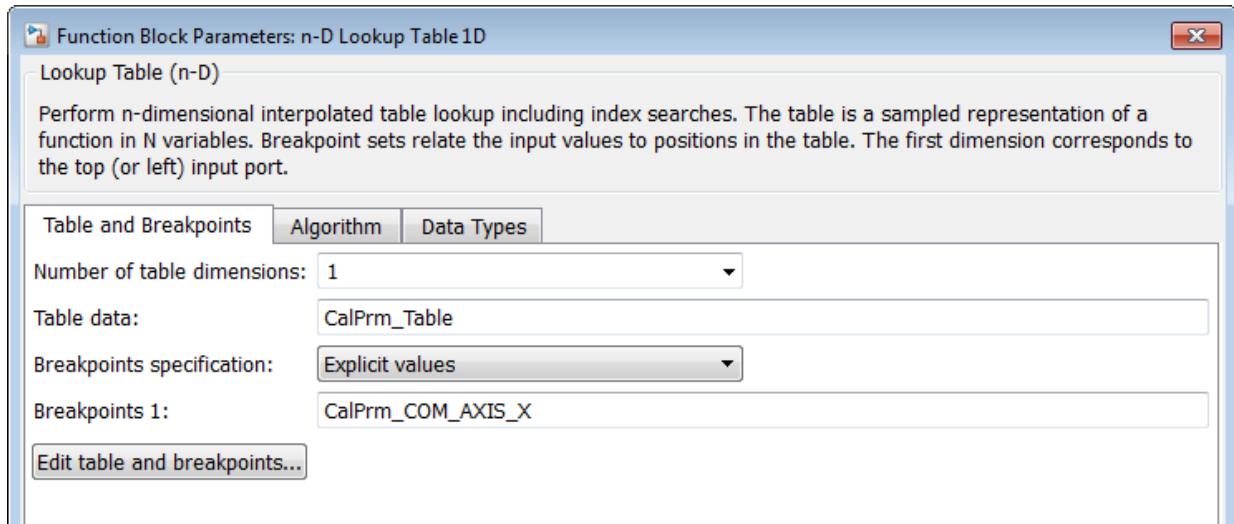 Function Block Parameters: n-D Lookup Table 1D
Lookup Table (n-D)
Perform n-dimensional interpolated table lookup including index searches. The table is a sampled representation of a
function in N variables. Breakpoint sets relate the input values to positions in the table. The first dimension corresponds to
the top (or left) input port.
Table and Breakpoints Algorithm Data Types
Number of table dimensions: 1
Table data: CalPrm_Table
Breakpoints specification: Explicit values
Breakpoints 1: CalPrm_COM_AXIS_X
Edit table and breakpoints...